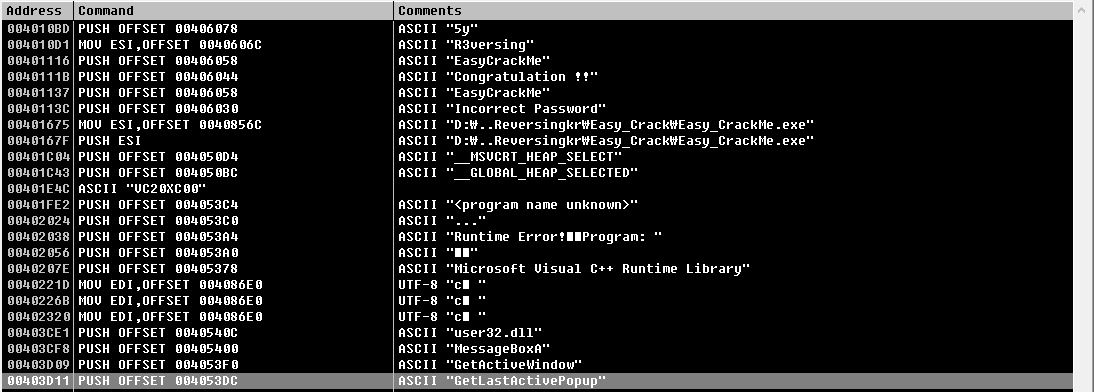 Address Command Comments
004010BD PUSH OFFSET 00406078 ASCII "5y"
004010D1 MOV ESI,OFFSET 0040606C ASCII "R3versing"
00401116 PUSH OFFSET 00406058 ASCII "EasyCrackMe"
0040111B PUSH OFFSET 00406044 ASCII "Congratulation !!"
00401137 PUSH OFFSET 00406058 ASCII "EasyCrackMe"
0040113C PUSH OFFSET 00406030 ASCII "Incorrect Password"
00401675 MOV ESI,OFFSET 0040856C ASCII "D:₩..Reversingkr₩Easy_Crack₩Easy_CrackMe.exe"
0040167F PUSH ESI ASCII "D:₩..Reversingkr₩Easy_Crack₩Easy_CrackMe.exe"
00401C04 PUSH OFFSET 004050D4 ASCII "__MSVCRT_HEAP_SELECT"
00401C43 PUSH OFFSET 004050BC ASCII "__GLOBAL_HEAP_SELECTED"
00401E4C ASCII "VC20XC00"
00401FE2 PUSH OFFSET 004053C4 ASCII "<program name unknown>"
00402024 PUSH OFFSET 004053C0 ASCII "..."
00402038 PUSH OFFSET 004053A4 ASCII "Runtime Error!■■Program: "
00402056 PUSH OFFSET 004053A0 ASCII "■■"
0040207E PUSH OFFSET 00405378 ASCII "Microsoft Visual C++ Runtime Library"
0040221D MOV EDI,OFFSET 004086E0 UTF-8 "c■ "
0040226B MOV EDI,OFFSET 004086E0 UTF-8 "c■ "
00402320 MOV EDI,OFFSET 004086E0 UTF-8 "c■ "
00403CE1 PUSH OFFSET 0040540C ASCII "user32.dll"
00403CF8 PUSH OFFSET 00405400 ASCII "MessageBoxA"
00403D09 PUSH OFFSET 004053F0 ASCII "GetActiveWindow"
00403D11 PUSH OFFSET 004053DC ASCII "GetLastActivePopup"